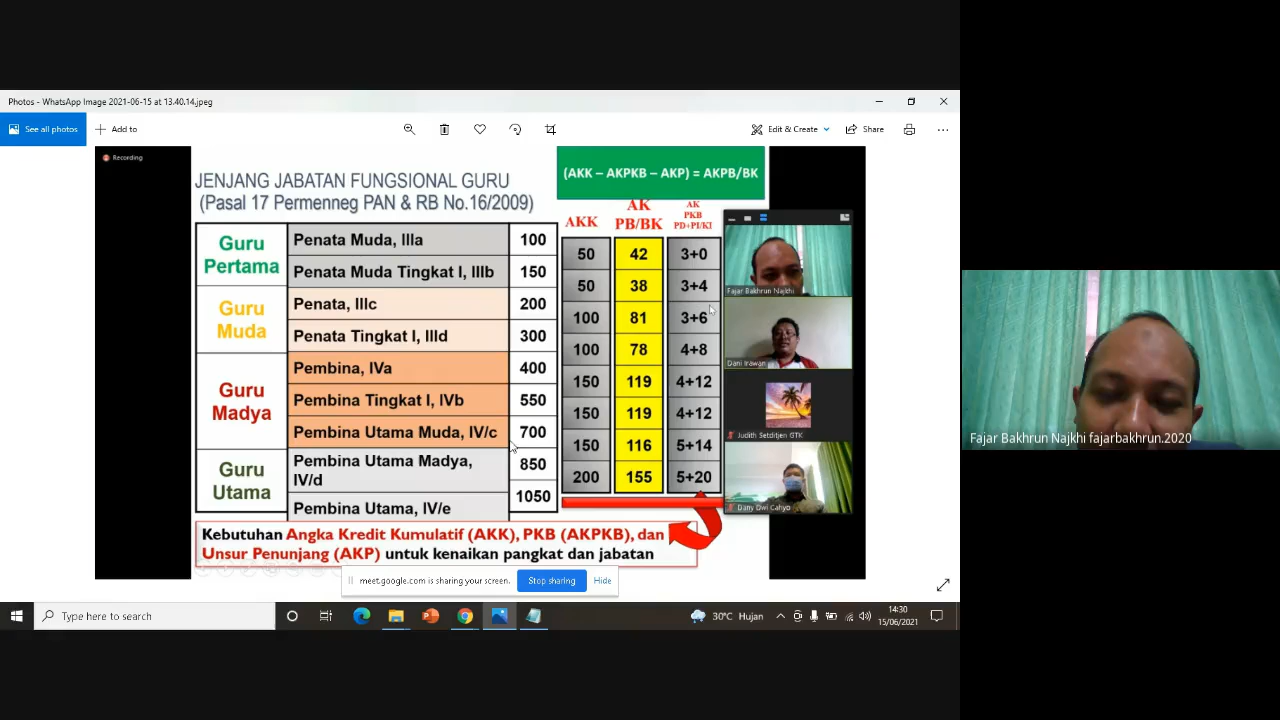 Photos - WhatsApp Image 2021-06-15 at 13.40.14.jpeg
See all photos
Add to
Edit & Create
Share
Recording
JENJANG JABATAN FUNGSIONAL GURU
(Pasal 17 Permenneg PAN & RB No.16/2009)
(AKK – AKPKB – AKP) = AKPB/BK
AKK
AK
PB/BK
AK
PKB
PD+PI/KI
Guru
Pertama
Penata Muda, IIIa 100
Penata Muda Tingkat I, IIIb 150
Guru
Muda
Penata, IIIc 200
Penata Tingkat I, IIId 300
Guru
Madya
Pembina, IVa 400
Pembina Tingkat I, IVb 550
Pembina Utama Muda, IV/c 700
Guru
Utama
Pembina Utama Madya,
IV/d 850
Pembina Utama, IV/e 1050
50 42 3+0
50 38 3+4
100 81 3+6
100 78 4+8
150 119 4+12
150 119 4+12
150 116 5+14
200 155 5+20
Fajar Bakhrun Najkhi
Dani Irawan
Judith Setditjen GTK
Dany Dwi Cahyo
Kebutuhan Angka Kredit Kumulatif (AKK), PKB (AKPKB), dan
Unsur Penunjang (AKP) untuk kenaikan pangkat dan jabatan
meet.google.com is sharing your screen.
Stop sharing
Hide
Type here to search
30°C Hujan
14:30
15/06/2021
Fajar Bakhrun Najkhi fajarbakhrun.2020